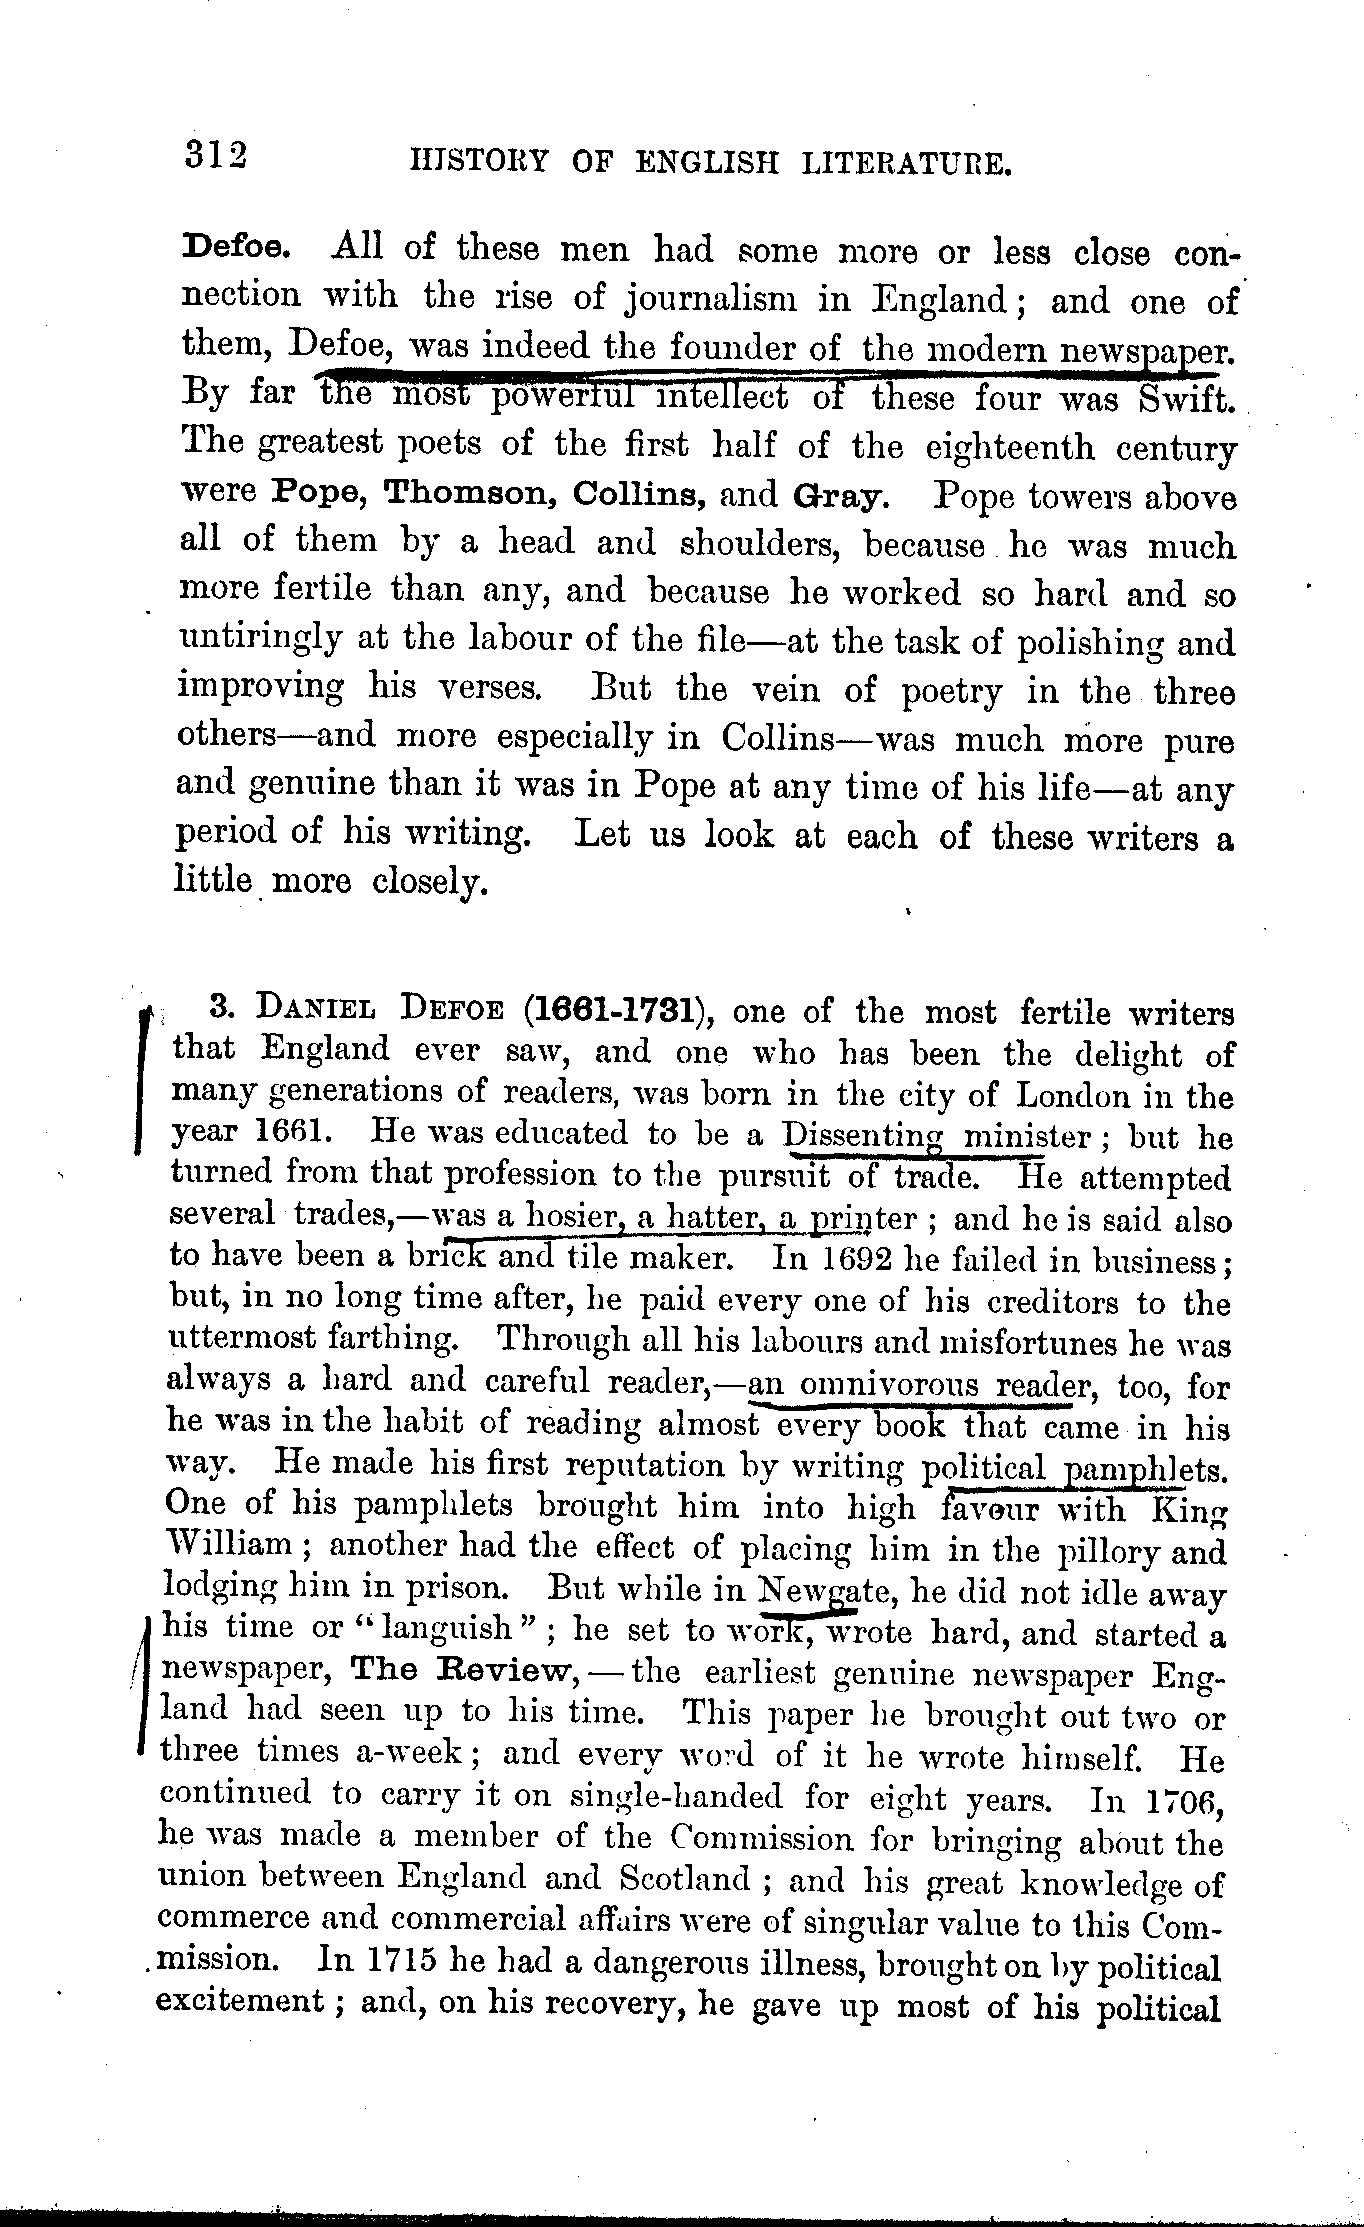 312 HISTORY OF ENGLISH LITERATURE.
Defoe. All of these men had some more or less close con-
nection with the rise of journalism in England; and one of
them, Defoe, was indeed the founder of the modern newspaper.
By far the most powerful intellect of these four was Swift.
The greatest poets of the first half of the eighteenth century
were Pope, Thomson, Collins, and Gray. Pope towers above
all of them by a head and shoulders, because he was much
more fertile than any, and because he worked so hard and so
untiringly at the labour of the file—at the task of polishing and
improving his verses. But the vein of poetry in the three
others—and more especially in Collins—was much more pure
and genuine than it was in Pope at any time of his life—at any
period of his writing. Let us look at each of these writers a
little more closely.
3. DANIEL DEFOE (1661-1731), one of the most fertile writers
that England ever saw, and one who has been the delight of
many generations of readers, was born in the city of London in the
year 1661. He was educated to be a Dissenting minister; but he
turned from that profession to the pursuit of trade. He attempted
several trades,—was a hosier, a hatter, a printer; and he is said also
to have been a brick and tile maker. In 1692 he failed in business;
but, in no long time after, he paid every one of his creditors to the
uttermost farthing. Through all his labours and misfortunes he was
always a hard and careful reader,—an omnivorous reader, too, for
he was in the habit of reading almost every book that came in his
way. He made his first reputation by writing political pamphlets.
One of his pamphlets brought him into high favour with King
William; another had the effect of placing him in the pillory and
lodging him in prison. But while in Newgate, he did not idle away
his time or "languish"; he set to work, wrote hard, and started a
newspaper, The Review,—the earliest genuine newspaper Eng-
land had seen up to his time. This paper he brought out two or
three times a-week; and every word of it he wrote himself. He
continued to carry it on single-handed for eight years. In 1706,
he was made a member of the Commission for bringing about the
union between England and Scotland; and his great knowledge of
commerce and commercial affairs were of singular value to this Com-
mission. In 1715 he had a dangerous illness, brought on by political
excitement; and, on his recovery, he gave up most of his political